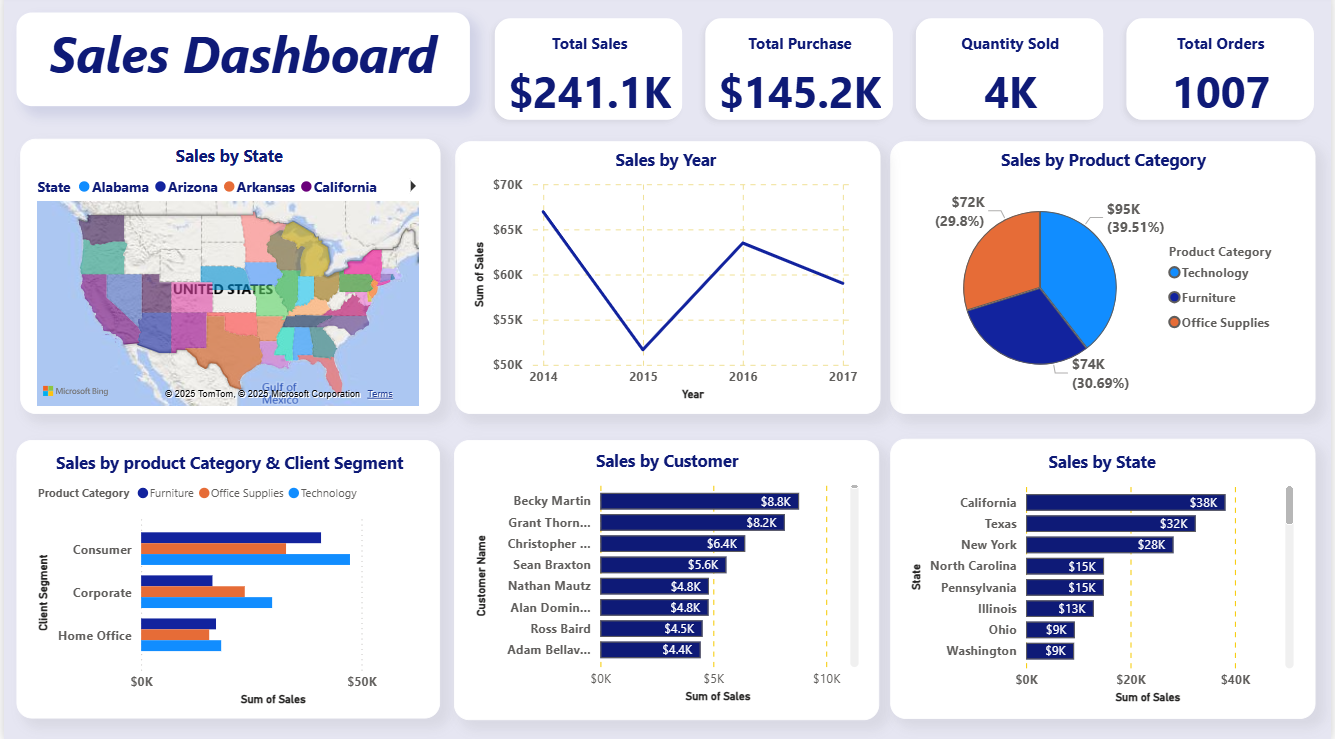 Sales Dashboard
Total Sales
$241.1K
Total Purchase
$145.2K
Quantity Sold
4K
Total Orders
1007
Sales by State
State Alabama Arizona Arkansas California
UNITED STATES
Gulf of
Mexico
Microsoft Bing
© 2025 TomTom, © 2025 Microsoft Corporation Terms
Sales by Year
Sum of Sales
$70K
$65K
$60K
$55K
$50K
2014 2015 2016 2017
Year
Sales by Product Category
$72K
(29.8%)
$95K
(39.51%)
$74K
(30.69%)
Product Category
Technology
Furniture
Office Supplies
Sales by product Category & Client Segment
Product Category Furniture Office Supplies Technology
Client Segment
Consumer
Corporate
Home Office
$0K $50K
Sum of Sales
Sales by Customer
Customer Name
Becky Martin $8.8K
Grant Thorn... $8.2K
Christopher ... $6.4K
Sean Braxton $5.6K
Nathan Mautz $4.8K
Alan Domin... $4.8K
Ross Baird $4.5K
Adam Bellav... $4.4K
$0K $5K $10K
Sum of Sales
Sales by State
State
California $38K
Texas $32K
New York $28K
North Carolina $15K
Pennsylvania $15K
Illinois $13K
Ohio $9K
Washington $9K
$0K $20K $40K
Sum of Sales